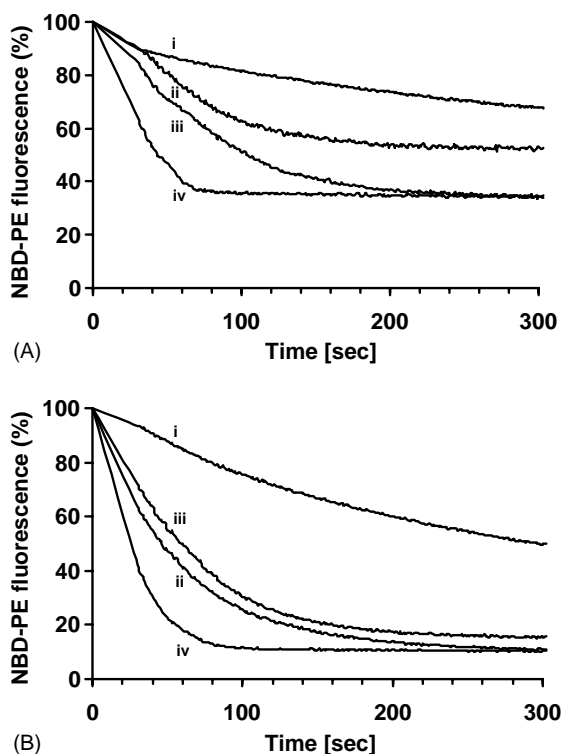 100
80
60
40
20
0
NBD-PE fluorescence (%)
i
ii
iii
iv
0 100 200 300
Time [sec]
(A)
100
80
60
40
20
0
NBD-PE fluorescence (%)
i
iii
ii
iv
0 100 200 300
Time [sec]
(B)